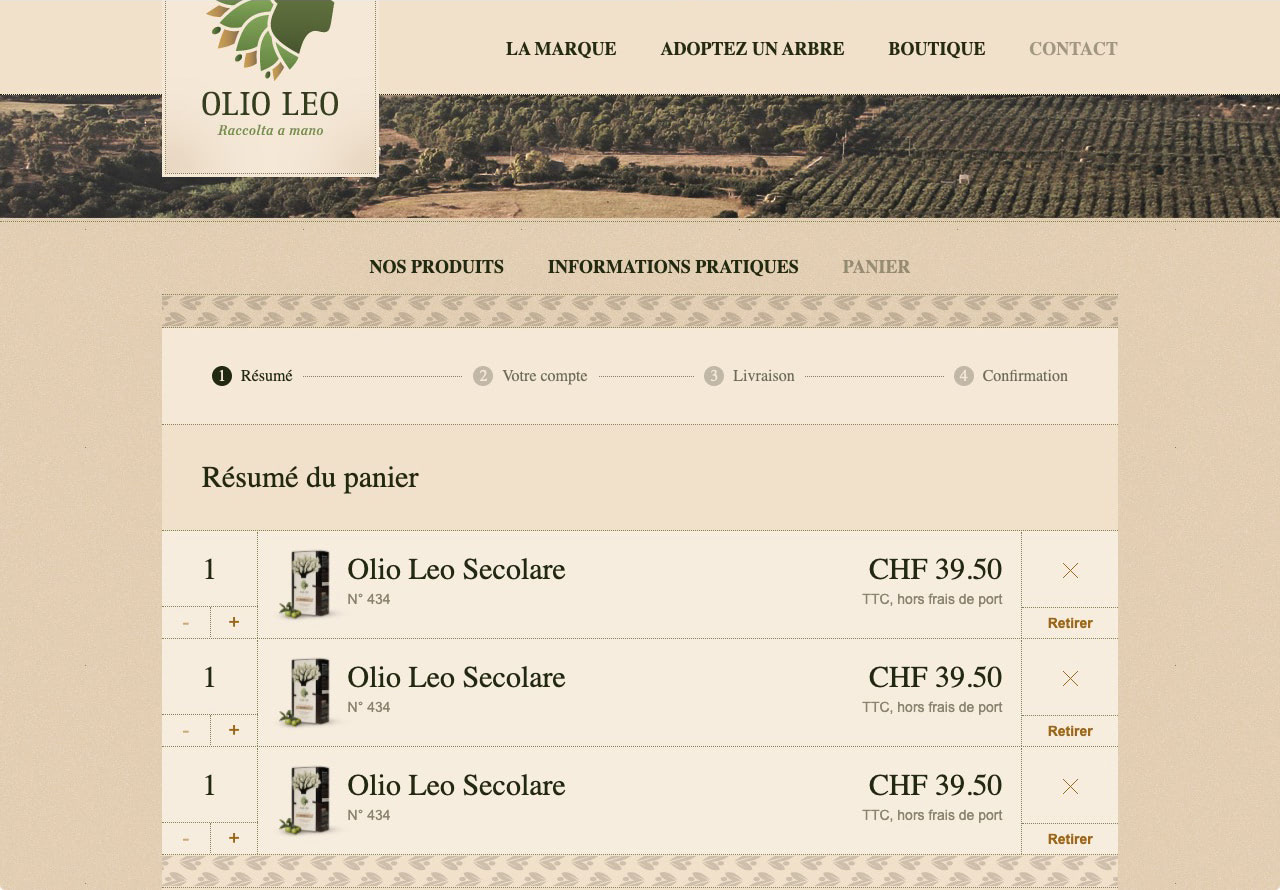 LA MARQUE ADOPTEZ UN ARBRE BOUTIQUE CONTACT
OLIO LEO
Raccolta a mano
NOS PRODUITS INFORMATIONS PRATIQUES PANIER
1 Résumé 2 Votre compte 3 Livraison 4 Confirmation
Résumé du panier
1 Olio Leo Secolare CHF 39.50
N° 434 TTC, hors frais de port
- + Retirer
1 Olio Leo Secolare CHF 39.50
N° 434 TTC, hors frais de port
- + Retirer
1 Olio Leo Secolare CHF 39.50
N° 434 TTC, hors frais de port
- + Retirer